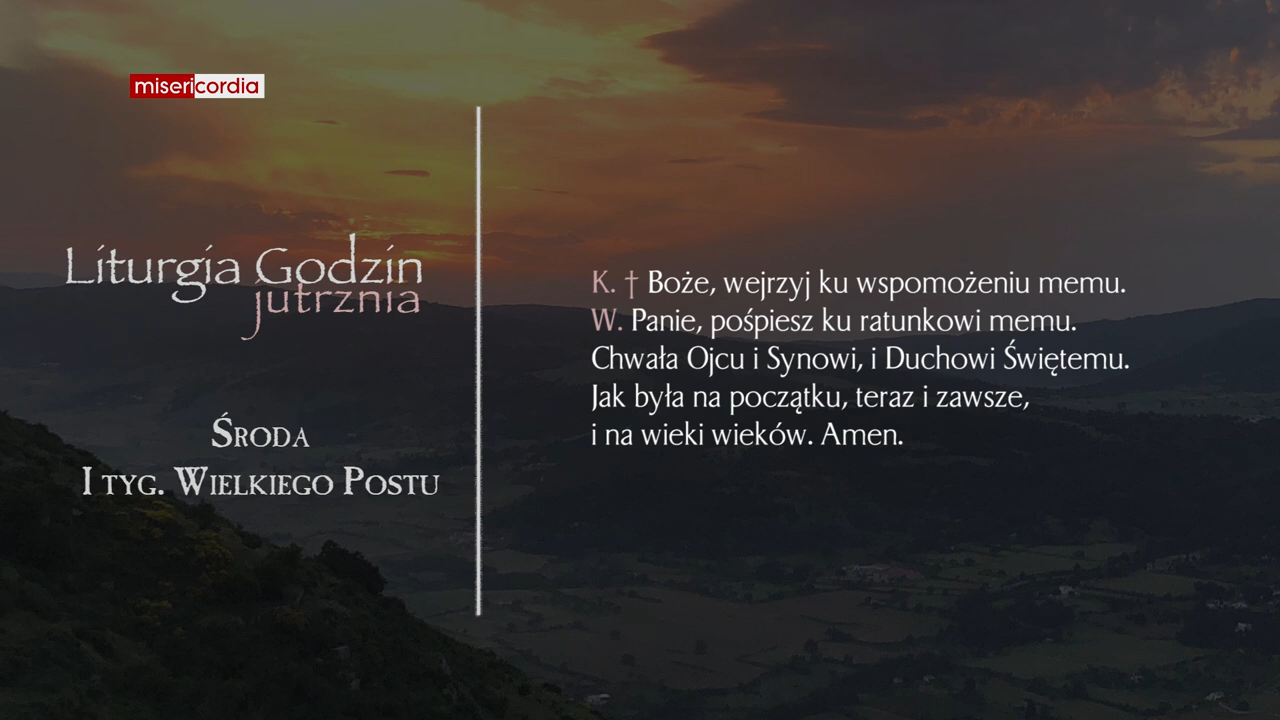 misericordia
Liturgia Godzin
jutrznia
Środa
I tyg. Wielkiego Postu
K. † Boże, wejrzyj ku wspomożeniu memu.
W. Panie, pośpiesz ku ratunkowi memu.
Chwała Ojcu i Synowi, i Duchowi Świętemu.
Jak była na początku, teraz i zawsze,
i na wieki wieków. Amen.